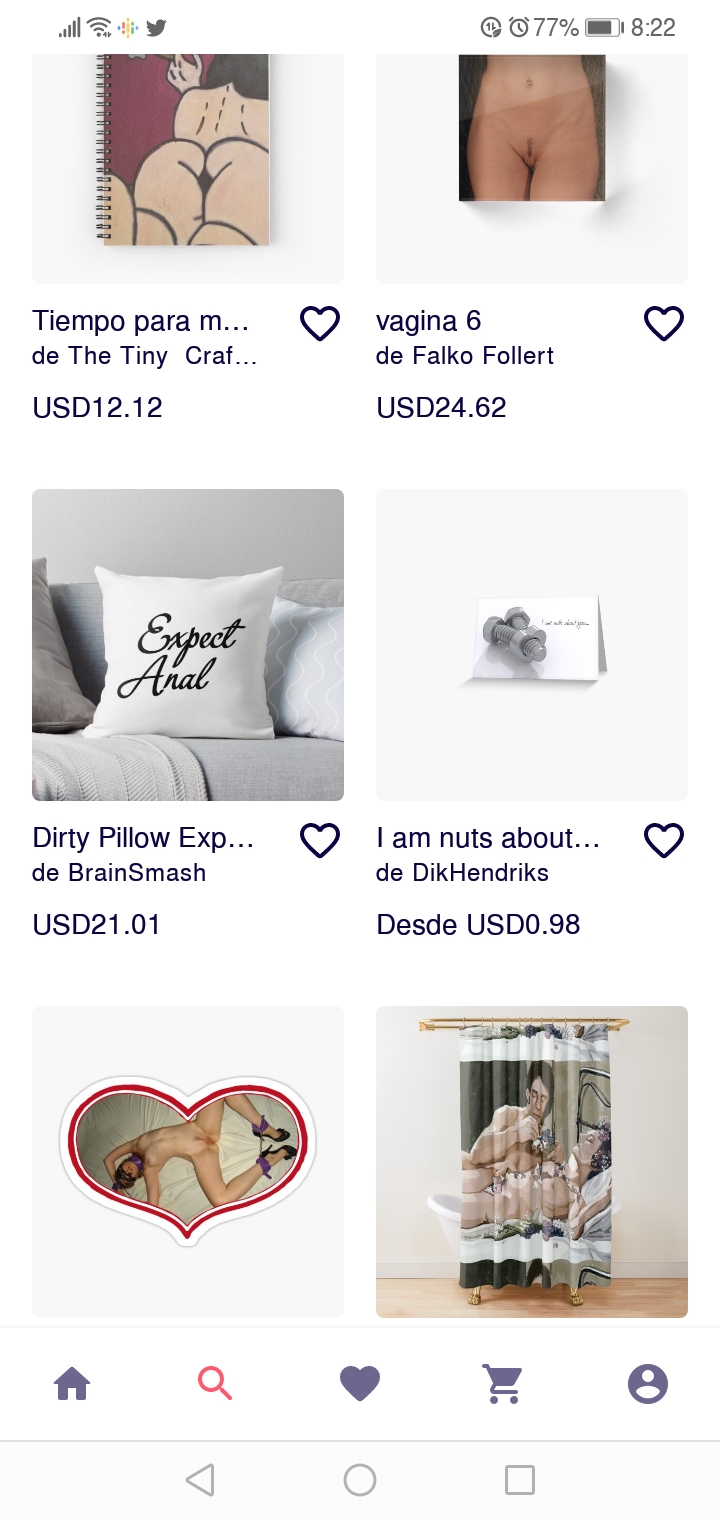 77% 8:22
Tiempo para m...
de The Tiny Craf...
USD12.12
vagina 6
de Falko Follert
USD24.62
Expect
Anal
I am nuts about you...
Dirty Pillow Exp...
de BrainSmash
USD21.01
I am nuts about...
de DikHendriks
Desde USD0.98